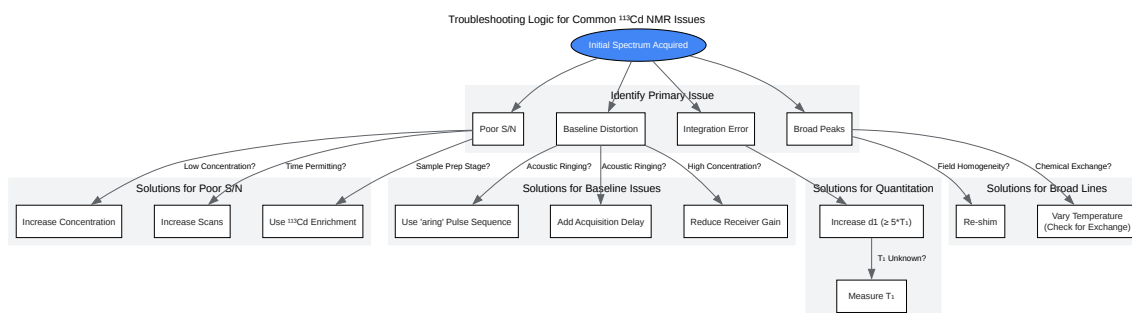 Troubleshooting Logic for Common ¹¹³Cd NMR Issues
Initial Spectrum Acquired
Identify Primary Issue
Poor S/N
Baseline Distortion
Integration Error
Broad Peaks
Low Concentration?
Time Permitting?
Sample Prep Stage?
Acoustic Ringing?
Acoustic Ringing?
High Concentration?
Field Homogeneity?
Chemical Exchange?
Solutions for Poor S/N
Solutions for Baseline Issues
Solutions for Quantitation
Solutions for Broad Lines
Increase Concentration
Increase Scans
Use ¹¹³Cd Enrichment
Use 'aring' Pulse Sequence
Add Acquisition Delay
Reduce Receiver Gain
Increase d1 (≥ 5*T₁)
Re-shim
Vary Temperature
(Check for Exchange)
T₁ Unknown?
Measure T₁